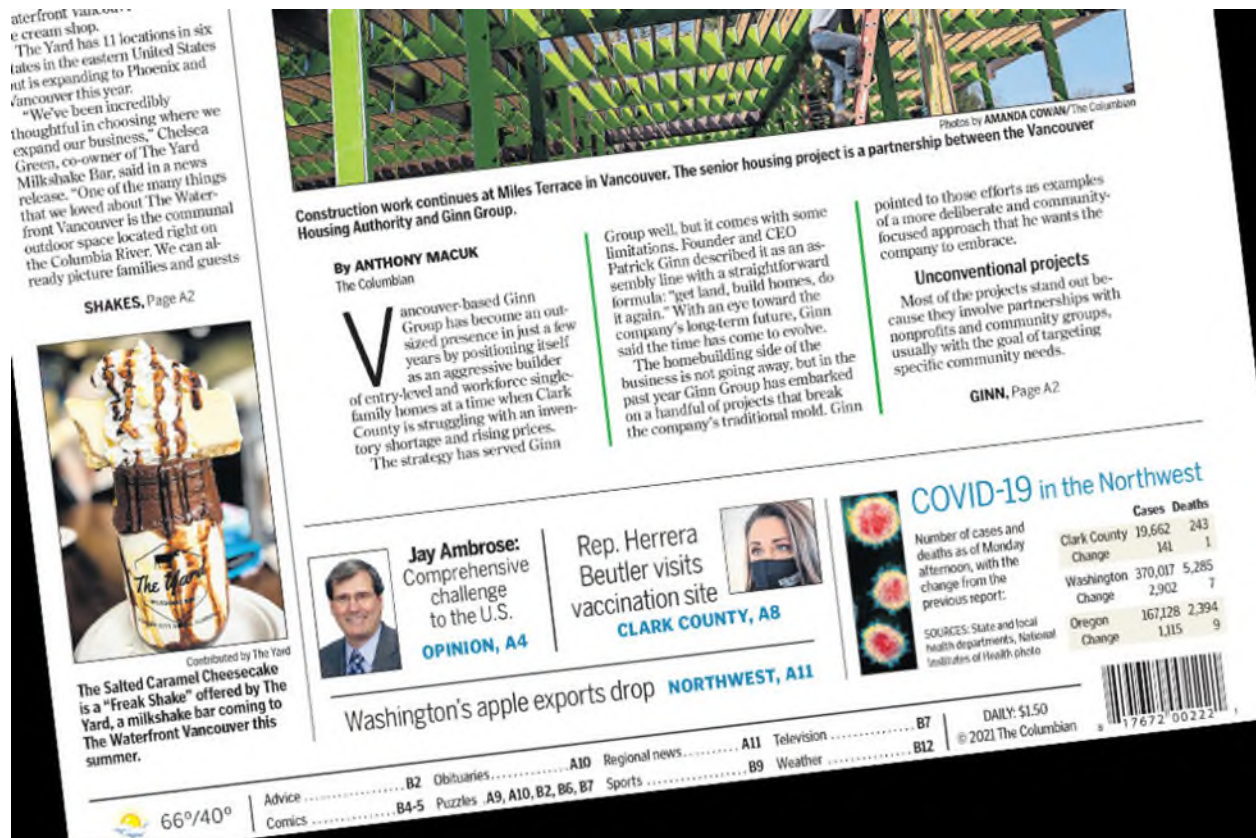 e cream shop.
The Yard has 11 locations in six
tates in the eastern United States
ut is expanding to Phoenix and
Vancouver this year.
"We've been incredibly
thoughtful in choosing where we
expand our business," Chelsea
Green, co-owner of The Yard
Milkshake Bar, said in a news
release. "One of the many things
that we loved about The Water-
front Vancouver is the communal
outdoor space located right on
the Columbia River. We can al-
ready picture families and guests
SHAKES, Page A2
The Yard
Contributed by The Yard
The Salted Caramel Cheesecake
is a "Freak Shake" offered by The
Yard, a milkshake bar coming to
The Waterfront Vancouver this
summer.
Photos by AMANDA COWAN/The Columbian
Construction work continues at Miles Terrace in Vancouver. The senior housing project is a partnership between the Vancouver
Housing Authority and Ginn Group.
By ANTHONY MACUK
The Columbian
Vancouver-based Ginn
Group has become an out-
sized presence in just a few
years by positioning itself
as an aggressive builder
of entry-level and workforce single-
family homes at a time when Clark
County is struggling with an inven-
tory shortage and rising prices.
The strategy has served Ginn
Group well, but it comes with some
limitations. Founder and CEO
Patrick Ginn described it as an as-
sembly line with a straightforward
formula: "get land, build homes, do
it again." With an eye toward the
company's long-term future, Ginn
said the time has come to evolve.
The homebuilding side of the
business is not going away, but in the
past year Ginn Group has embarked
on a handful of projects that break
the company's traditional mold. Ginn
pointed to those efforts as examples
of a more deliberate and community-
focused approach that he wants the
company to embrace.
Unconventional projects
Most of the projects stand out be-
cause they involve partnerships with
nonprofits and community groups,
usually with the goal of targeting
specific community needs.
GINN, Page A2
Jay Ambrose:
Comprehensive
challenge
to the U.S.
OPINION, A4
Rep. Herrera
Beutler visits
vaccination site
CLARK COUNTY, A8
Washington's apple exports drop NORTHWEST, A11
COVID-19 in the Northwest
Number of cases and
deaths as of Monday
afternoon, with the
change from the
previous report:
SOURCES: State and local
health departments, National
Institutes of Health photo
Cases Deaths
Clark County 19,662 243
Change 141 1
Washington 370,017 5,285
Change 2,902 7
Oregon 167,128 2,394
Change 1,115 9
66°/40°
Advice .................. B2 Obituaries.............. A10 Regional news.......... A11 Television .................. B7
Comics .................. B4-5 Puzzles .A9, A10, B2, B6, B7 Sports .................. B9 Weather .................. B12
DAILY: $1.50
© 2021 The Columbian
8 17672 00222 1